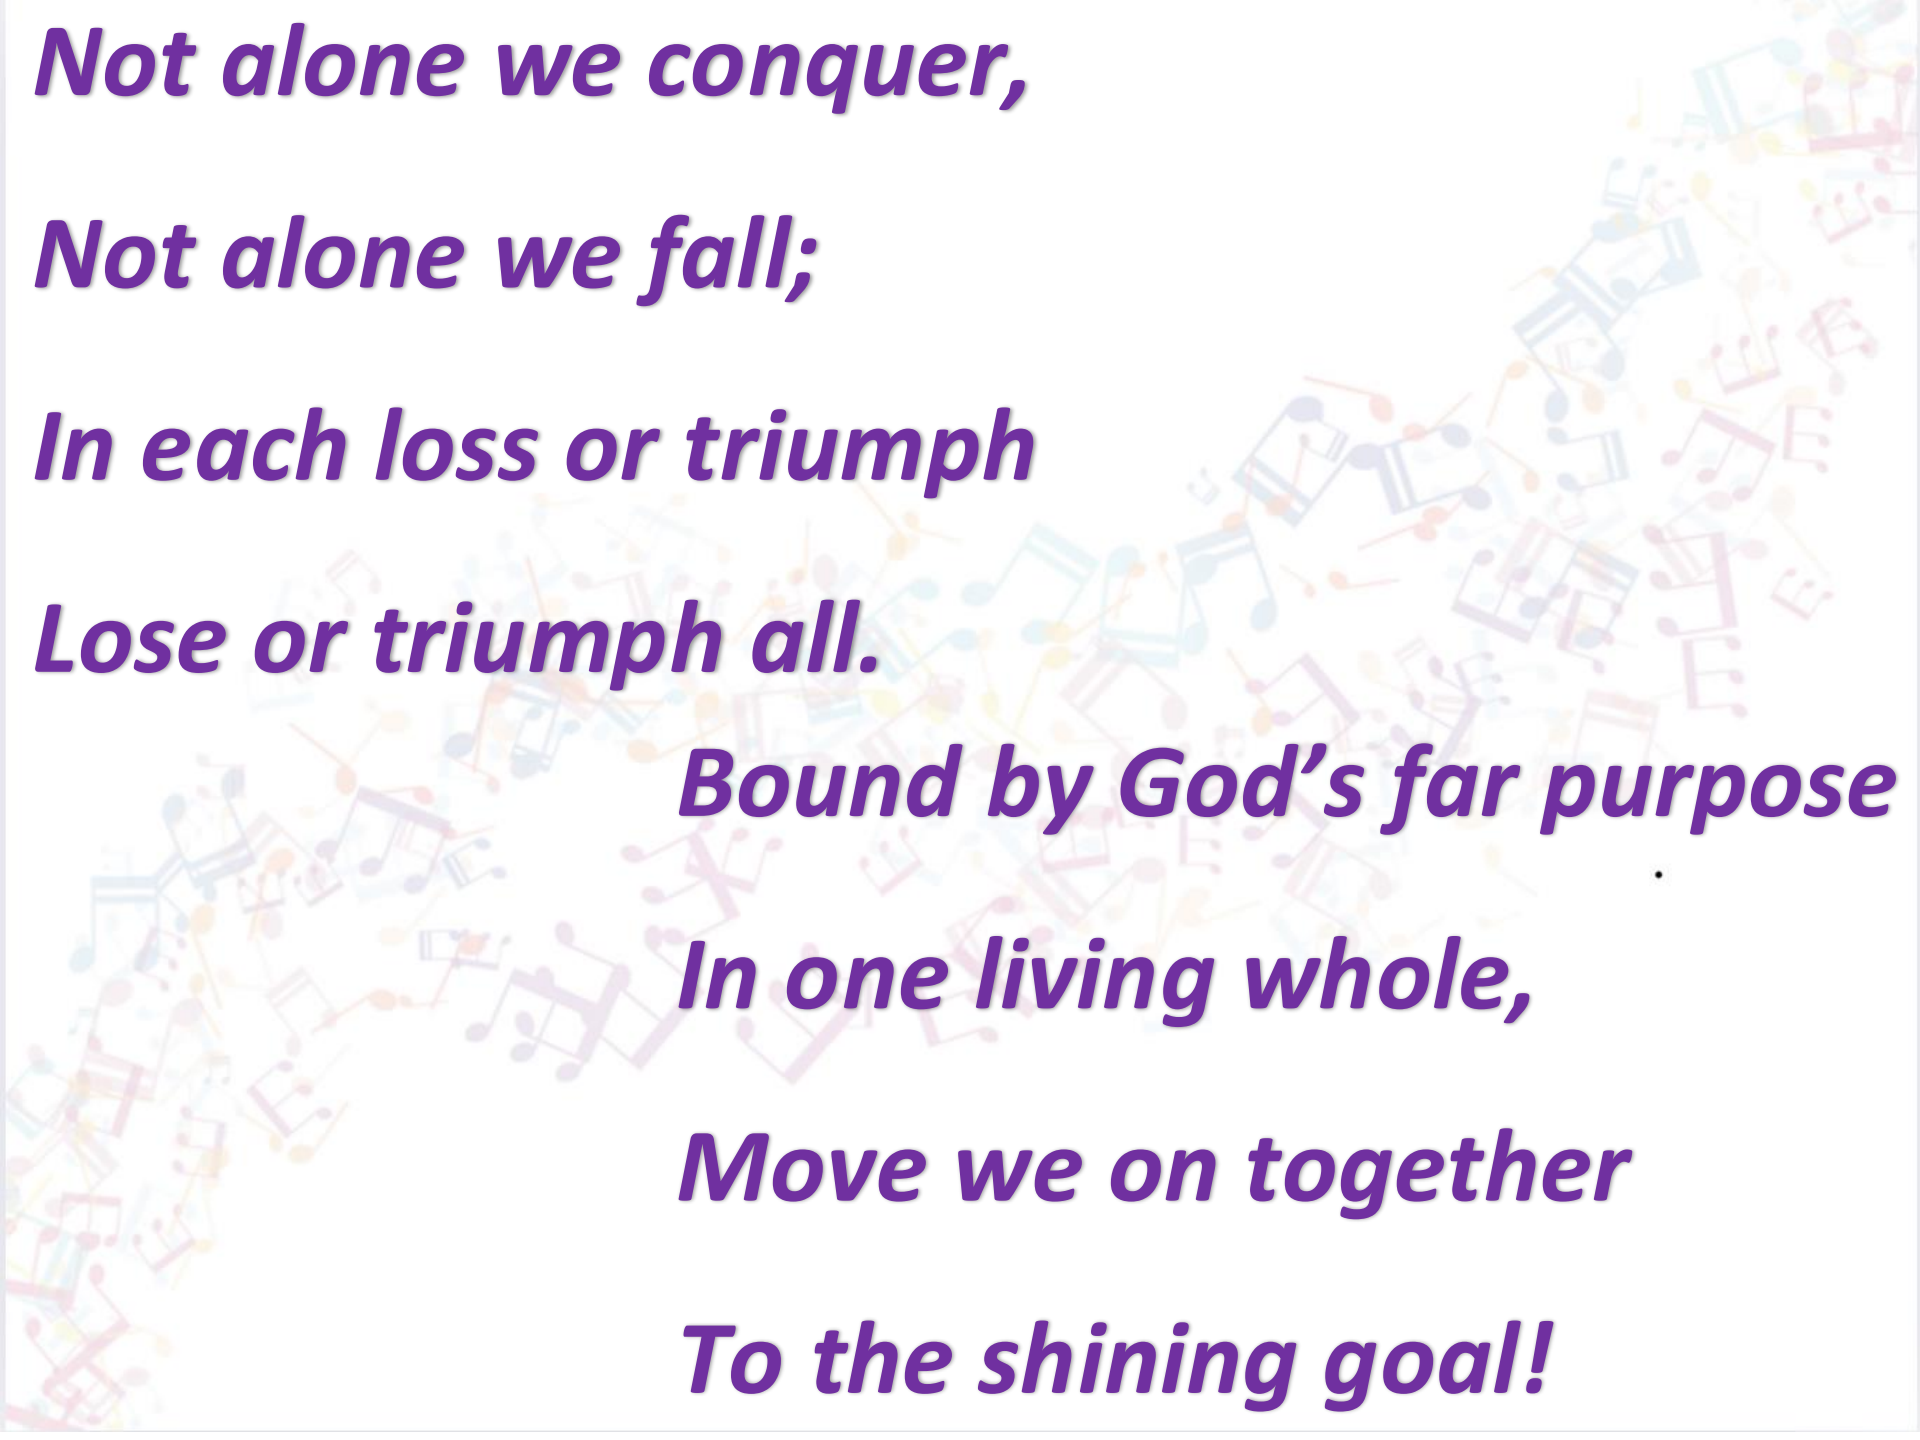 Not alone we conquer,
Not alone we fall;
In each loss or triumph
Lose or triumph all.
Bound by God’s far purpose
In one living whole,
Move we on together
To the shining goal!